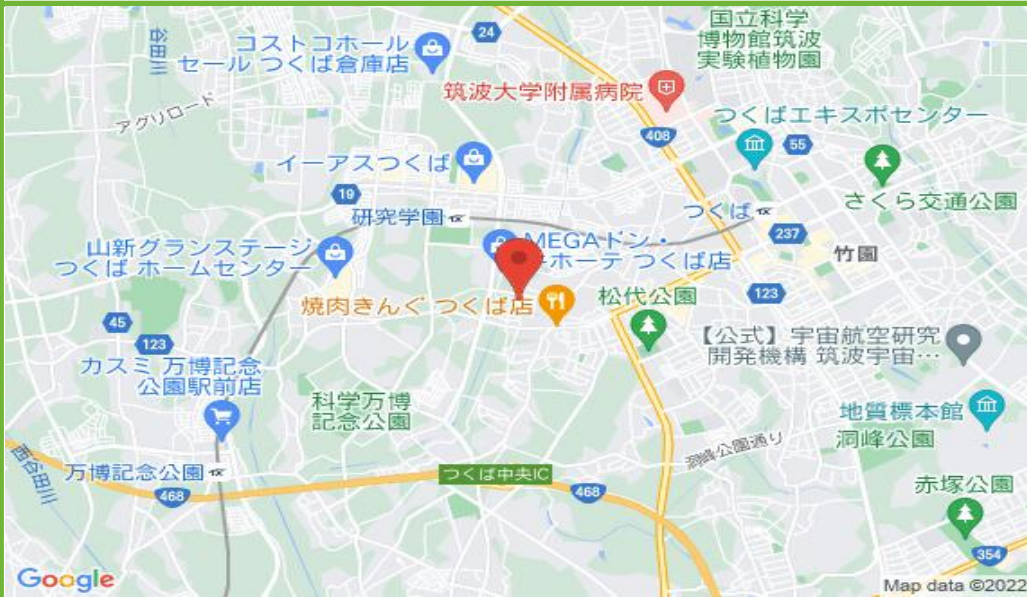 国立科学
博物館筑波
実験植物園
谷田川
コストコホール
セール つくば倉庫店
24
筑波大学附属病院
アグリロード
408
つくばエキスポセンター
55
イーアスつくば
19
さくら交通公園
研究学園
つくば
237
竹園
山新グランステージ
つくば ホームセンター
MEGAドン・
ホーテ つくば店
焼肉きんぐ つくば店
松代公園
123
45
123
【公式】宇宙航空研究
開発機構 筑波宇宙…
カスミ 万博記念
公園駅前店
科学万博
記念公園
地質標本館
洞峰公園
洞峰公園通り
西谷田川
万博記念公園
468
つくば中央IC
468
赤塚公園
354
Google
Map data ©2022